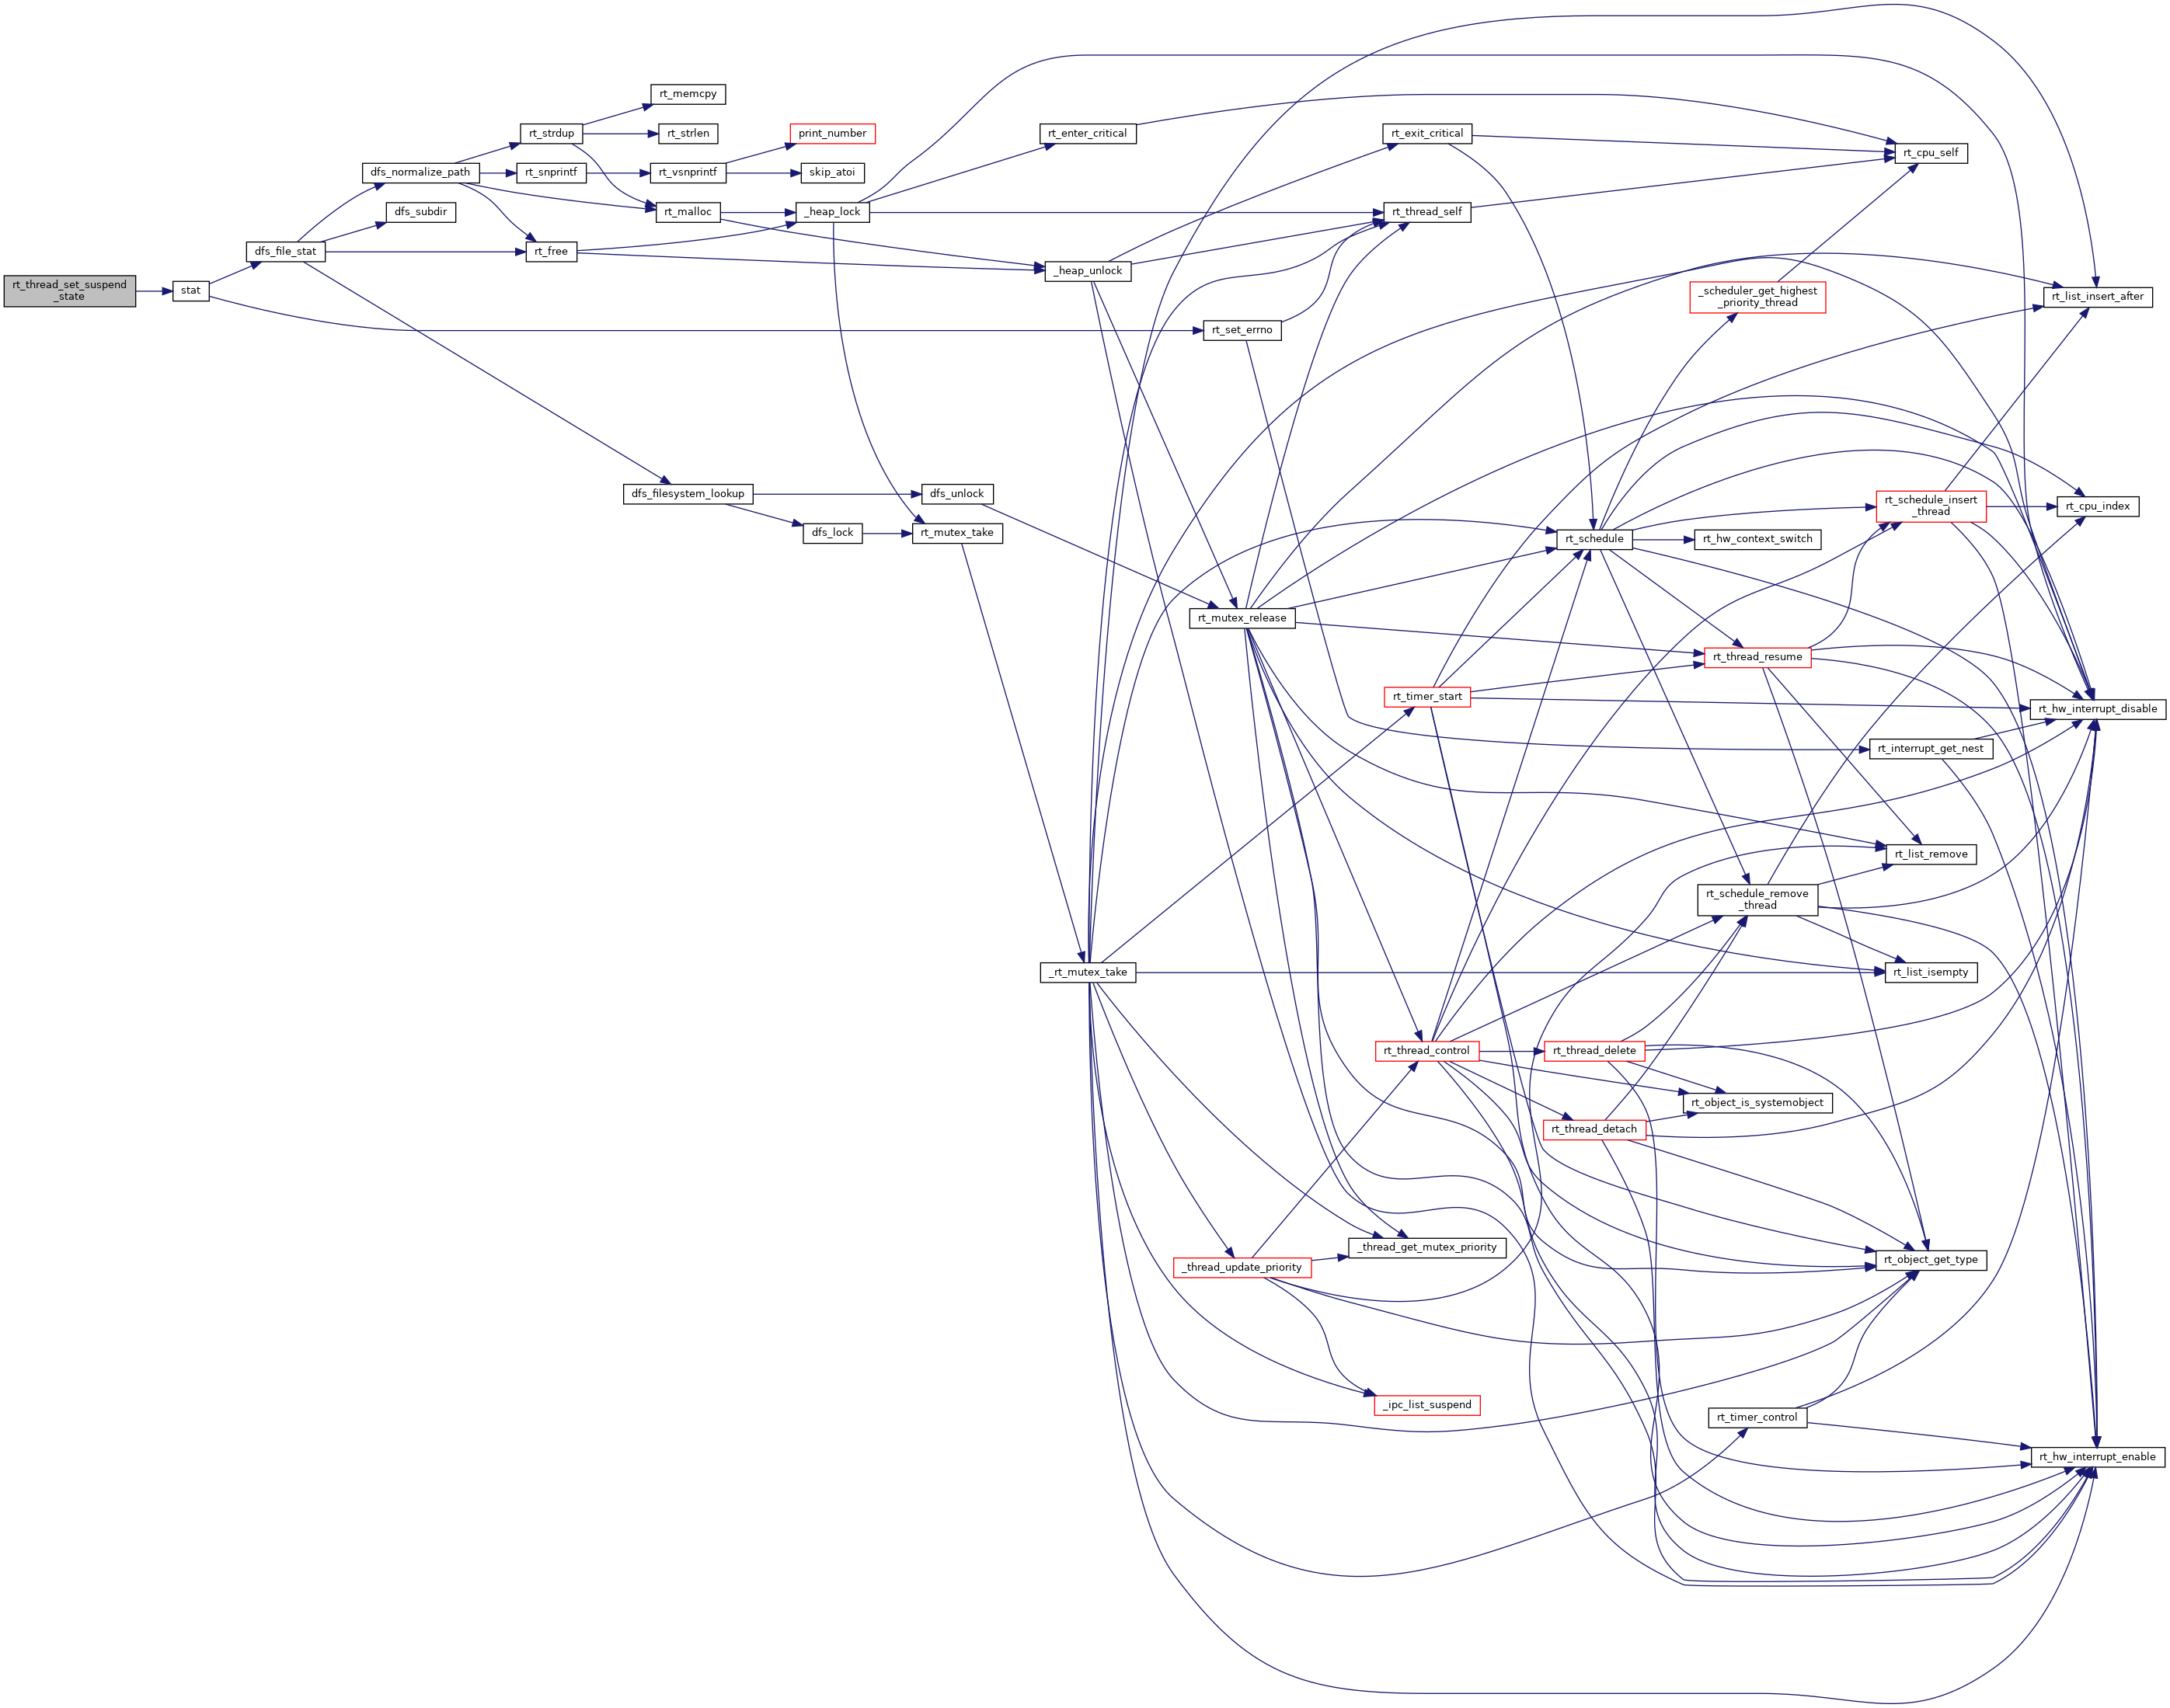 rt_memcpy
rt_strdup
rt_strlen
print_number
rt_enter_critical
rt_exit_critical
rt_cpu_self
dfs_normalize_path
rt_snprintf
rt_vsnprintf
skip_atoi
dfs_subdir
rt_malloc
_heap_lock
rt_thread_self
dfs_file_stat
rt_free
_heap_unlock
rt_thread_set_suspend
_state
stat
_scheduler_get_highest
_priority_thread
rt_list_insert_after
rt_set_errno
dfs_filesystem_lookup
dfs_unlock
rt_schedule_insert
_thread
rt_cpu_index
dfs_lock
rt_mutex_take
rt_schedule
rt_hw_context_switch
rt_mutex_release
rt_thread_resume
rt_timer_start
rt_hw_interrupt_disable
rt_interrupt_get_nest
rt_list_remove
rt_schedule_remove
_thread
_rt_mutex_take
rt_list_isempty
rt_thread_control
rt_thread_delete
rt_object_is_systemobject
rt_thread_detach
_thread_get_mutex_priority
_thread_update_priority
rt_object_get_type
_ipc_list_suspend
rt_timer_control
rt_hw_interrupt_enable